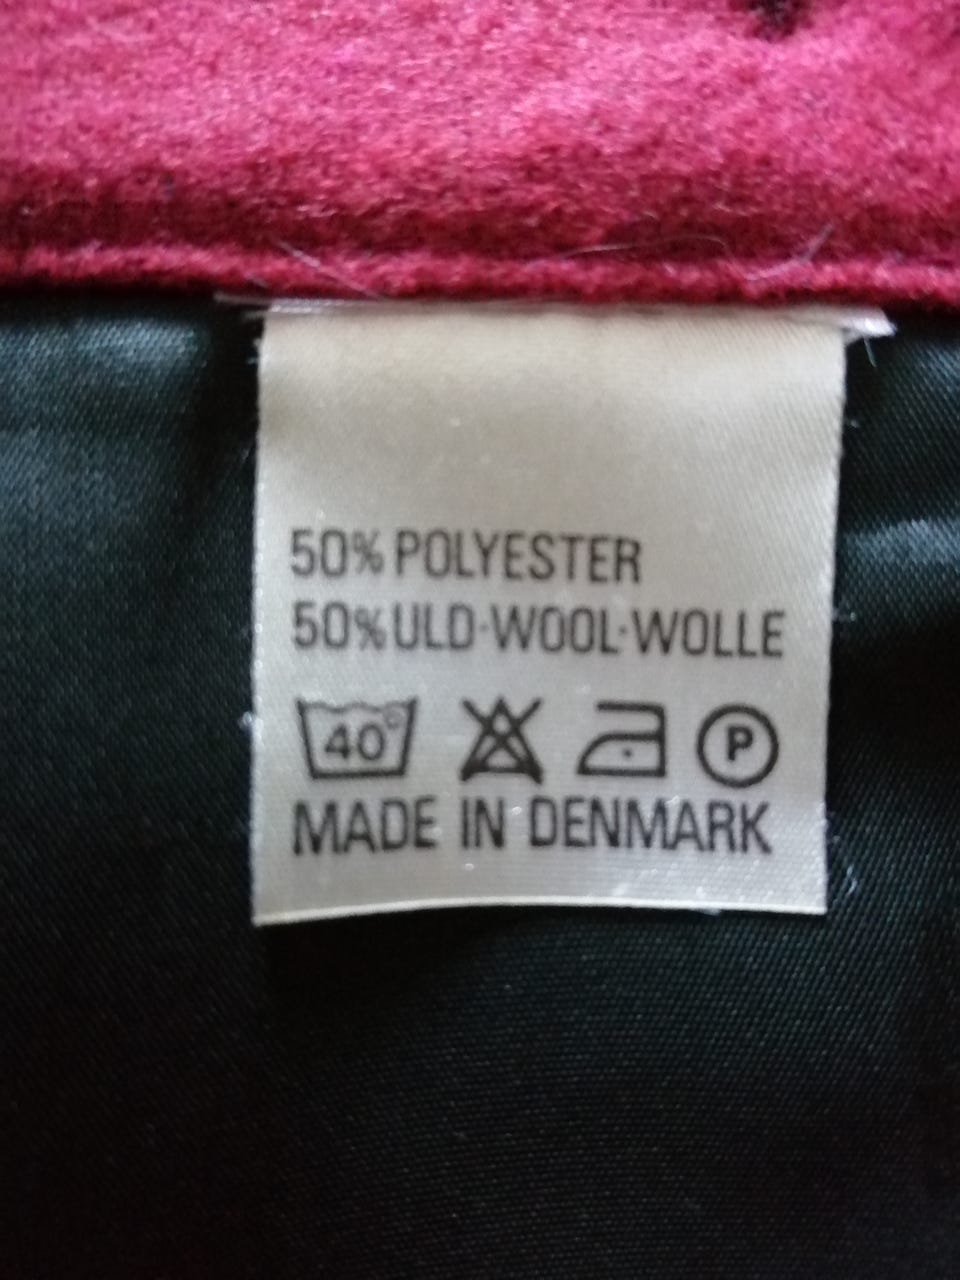 50% POLYESTER
50% ULD·WOOL·WOLLE
40° P
MADE IN DENMARK